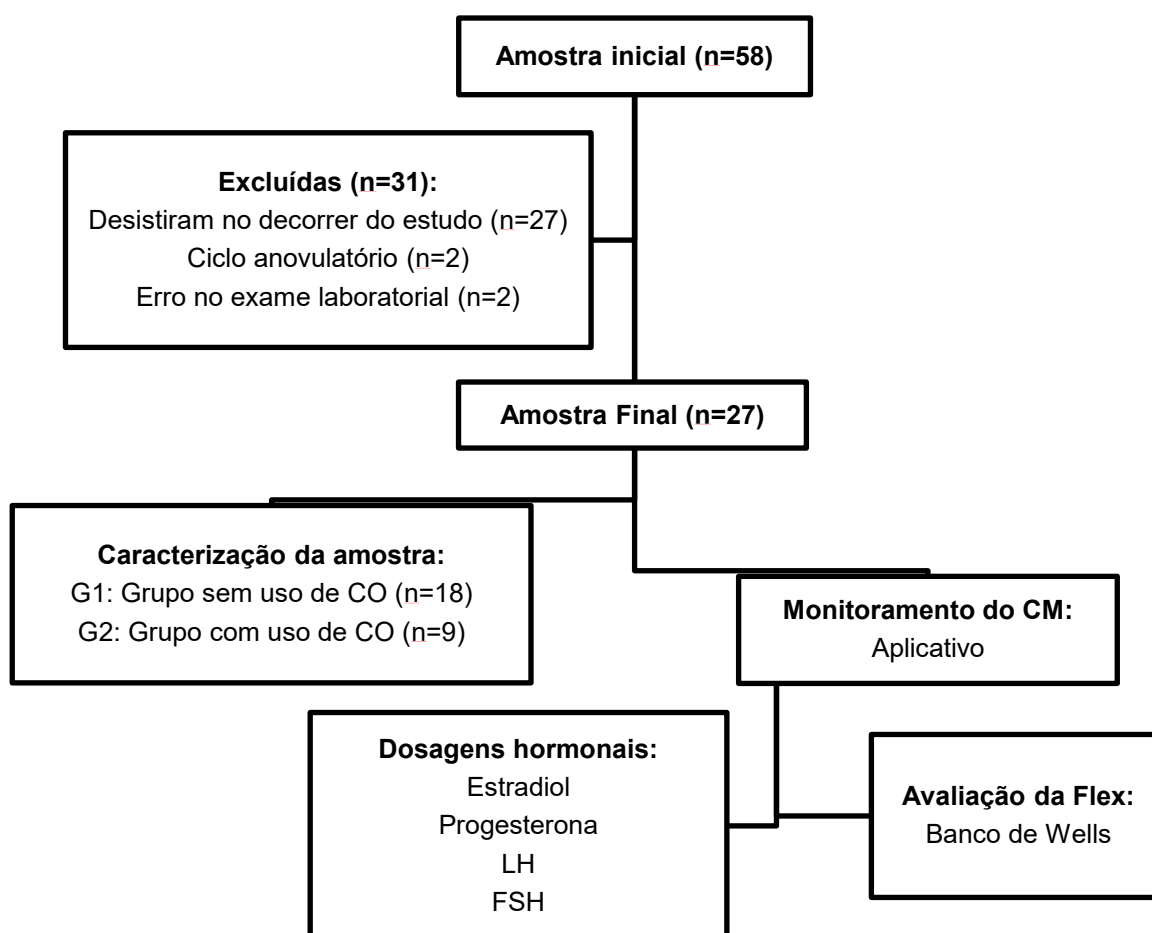 Amostra inicial (n=58)
Excluídas (n=31):
Desistiram no decorrer do estudo (n=27)
Ciclo anovulatório (n=2)
Erro no exame laboratorial (n=2)
Amostra Final (n=27)
Caracterização da amostra:
G1: Grupo sem uso de CO (n=18)
G2: Grupo com uso de CO (n=9)
Monitoramento do CM:
Aplicativo
Dosagens hormonais:
Estradiol
Progesterona
LH
FSH
Avaliação da Flex:
Banco de Wells